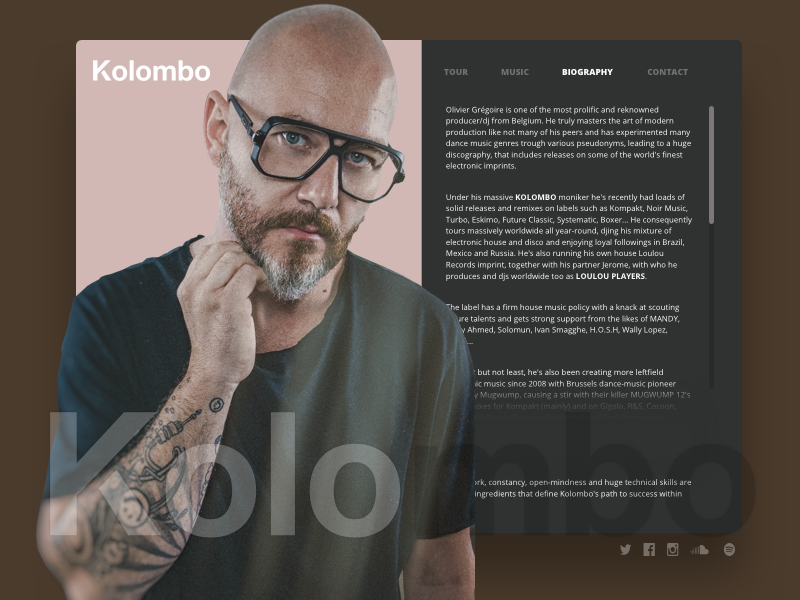 Kolombo
TOUR MUSIC BIOGRAPHY CONTACT
Olivier Grégoire is one of the most prolific and reknowned
producer/dj from Belgium. He truly masters the art of modern
production like not many of his peers and has experimented many
dance music genres trough various pseudonyms, leading to a huge
discography, that includes releases on some of the world's finest
electronic imprints.
Under his massive KOLOMBO moniker he's recently had loads of
solid releases and remixes on labels such as Kompakt, Noir Music,
Turbo, Eskimo, Future Classic, Systematic, Boxer... He consequently
tours massively worldwide all year-round, djing his mixture of
electronic house and disco and enjoying loyal followings in Brazil,
Mexico and Russia. He's also running his own house Loulou
Records imprint, together with his partner Jerome, with who he
produces and djs worldwide too as LOULOU PLAYERS.
The label has a firm house music policy with a knack at scouting
ure talents and gets strong support from the likes of MANDY,
y Ahmed, Solomun, Ivan Smagghe, H.O.S.H, Wally Lopez,
...
but not least, he's also been creating more leftfield
ic music since 2008 with Brussels dance-music pioneer
y Mugwump, causing a stir with their killer MUGWUMP 12's
xes for Kompakt (mainly) and on Gigolo, R&S, Cocoon,
ork, constancy, open-mindness and huge technical skills are
ingredients that define Kolombo's path to success within
Kolombo